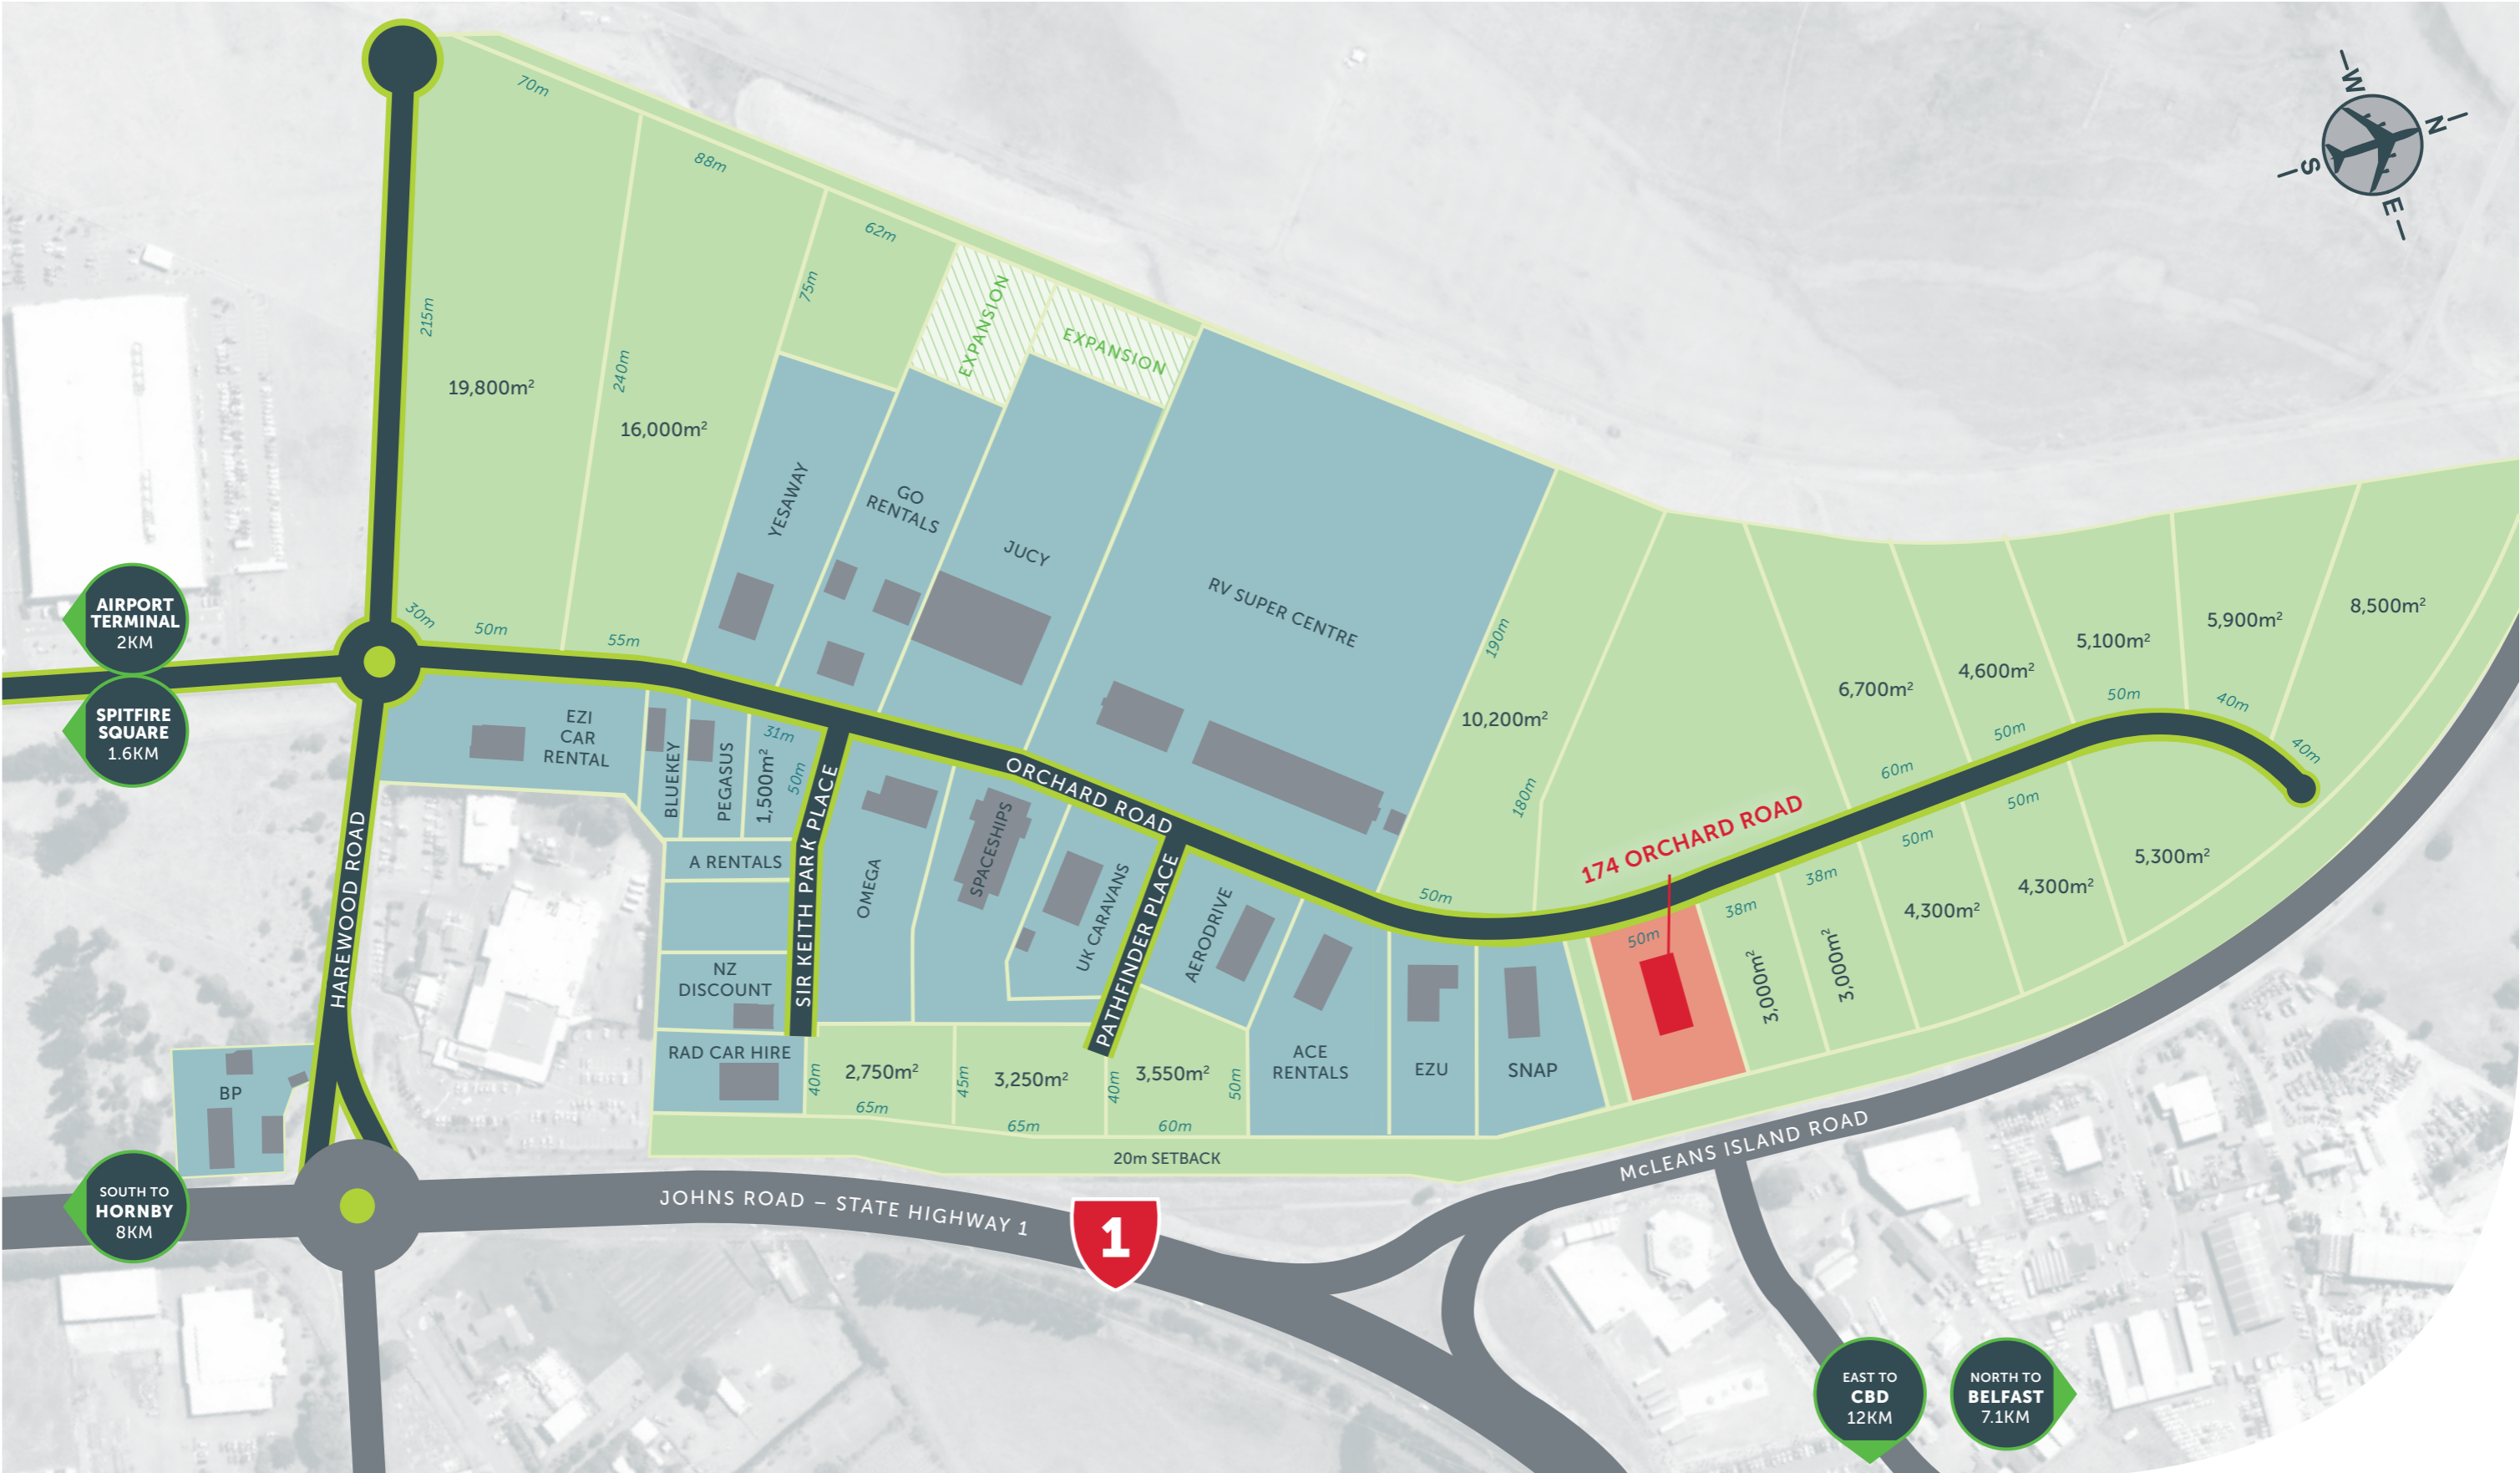 70m
88m
62m
75m
215m
240m
19,800m²
16,000m²
EXPANSION
EXPANSION
W
N
S
E
YESAWAY
GO
RENTALS
JUCY
RV SUPER CENTRE
190m
180m
10,200m²
6,700m²
4,600m²
5,100m²
5,900m²
8,500m²
60m
50m
50m
40m
40m
AIRPORT
TERMINAL
2KM
SPITFIRE
SQUARE
1.6KM
30m
50m
55m
EZI
CAR
RENTAL
BLUEKEY
PEGASUS
31m
1,500m²
50m
HAREWOOD ROAD
SIR KEITH PARK PLACE
ORCHARD ROAD
PATHFINDER PLACE
A RENTALS
NZ
DISCOUNT
RAD CAR HIRE
OMEGA
SPACESHIPS
UK CARAVANS
AERODRIVE
ACE
RENTALS
EZU
SNAP
50m
174 ORCHARD ROAD
50m
38m
38m
50m
50m
3,000m²
3,000m²
4,300m²
4,300m²
5,300m²
BP
40m
2,750m²
65m
45m
3,250m²
65m
40m
3,550m²
60m
50m
20m SETBACK
JOHNS ROAD – STATE HIGHWAY 1
1
McLEANS ISLAND ROAD
SOUTH TO
HORNBY
8KM
EAST TO
CBD
12KM
NORTH TO
BELFAST
7.1KM